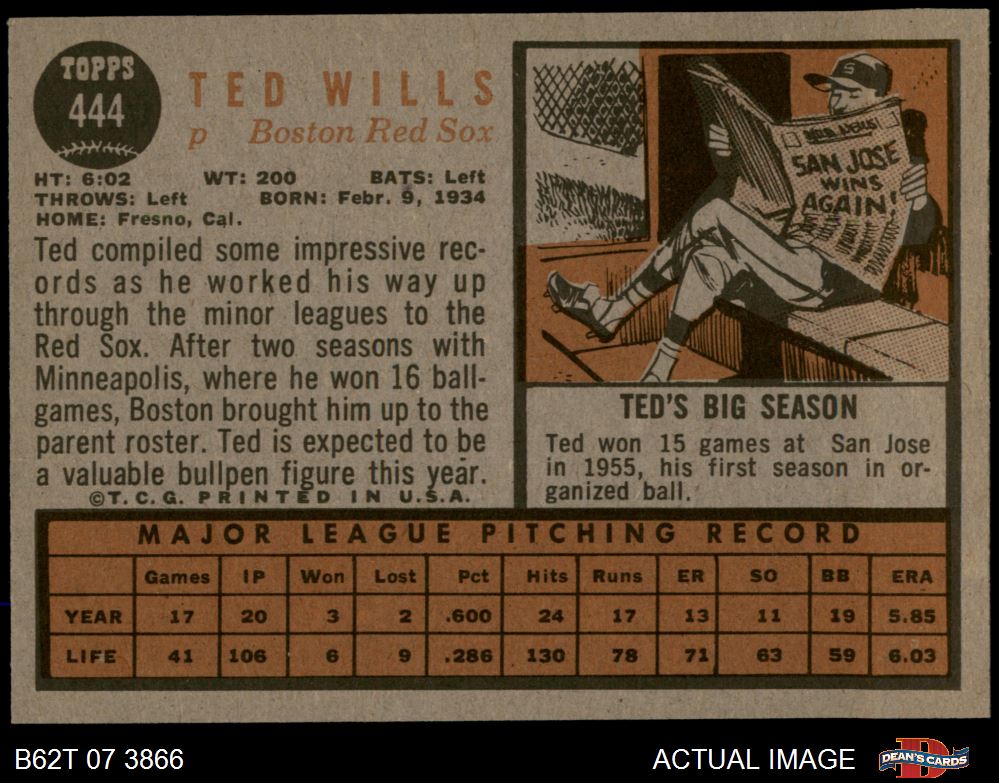 TOPPS
444
TED WILLS
p Boston Red Sox
HT: 6:02 WT: 200 BATS: Left
THROWS: Left BORN: Febr. 9, 1934
HOME: Fresno, Cal.
Ted compiled some impressive rec-
ords as he worked his way up
through the minor leagues to the
Red Sox. After two seasons with
Minneapolis, where he won 16 ball-
games, Boston brought him up to the
parent roster. Ted is expected to be
a valuable bullpen figure this year.
©T.C.G. PRINTED IN U.S.A.
S
SAN JOSE
WINS
AGAIN!
TED'S BIG SEASON
Ted won 15 games at San Jose
in 1955, his first season in or-
ganized ball.
MAJOR LEAGUE PITCHING RECORD
Games IP Won Lost Pct Hits Runs ER SO BB ERA
YEAR 17 20 3 2 .600 24 17 13 11 19 5.85
LIFE 41 106 6 9 .286 130 78 71 63 59 6.03
B62T 07 3866 ACTUAL IMAGE DEAN'S CARDS